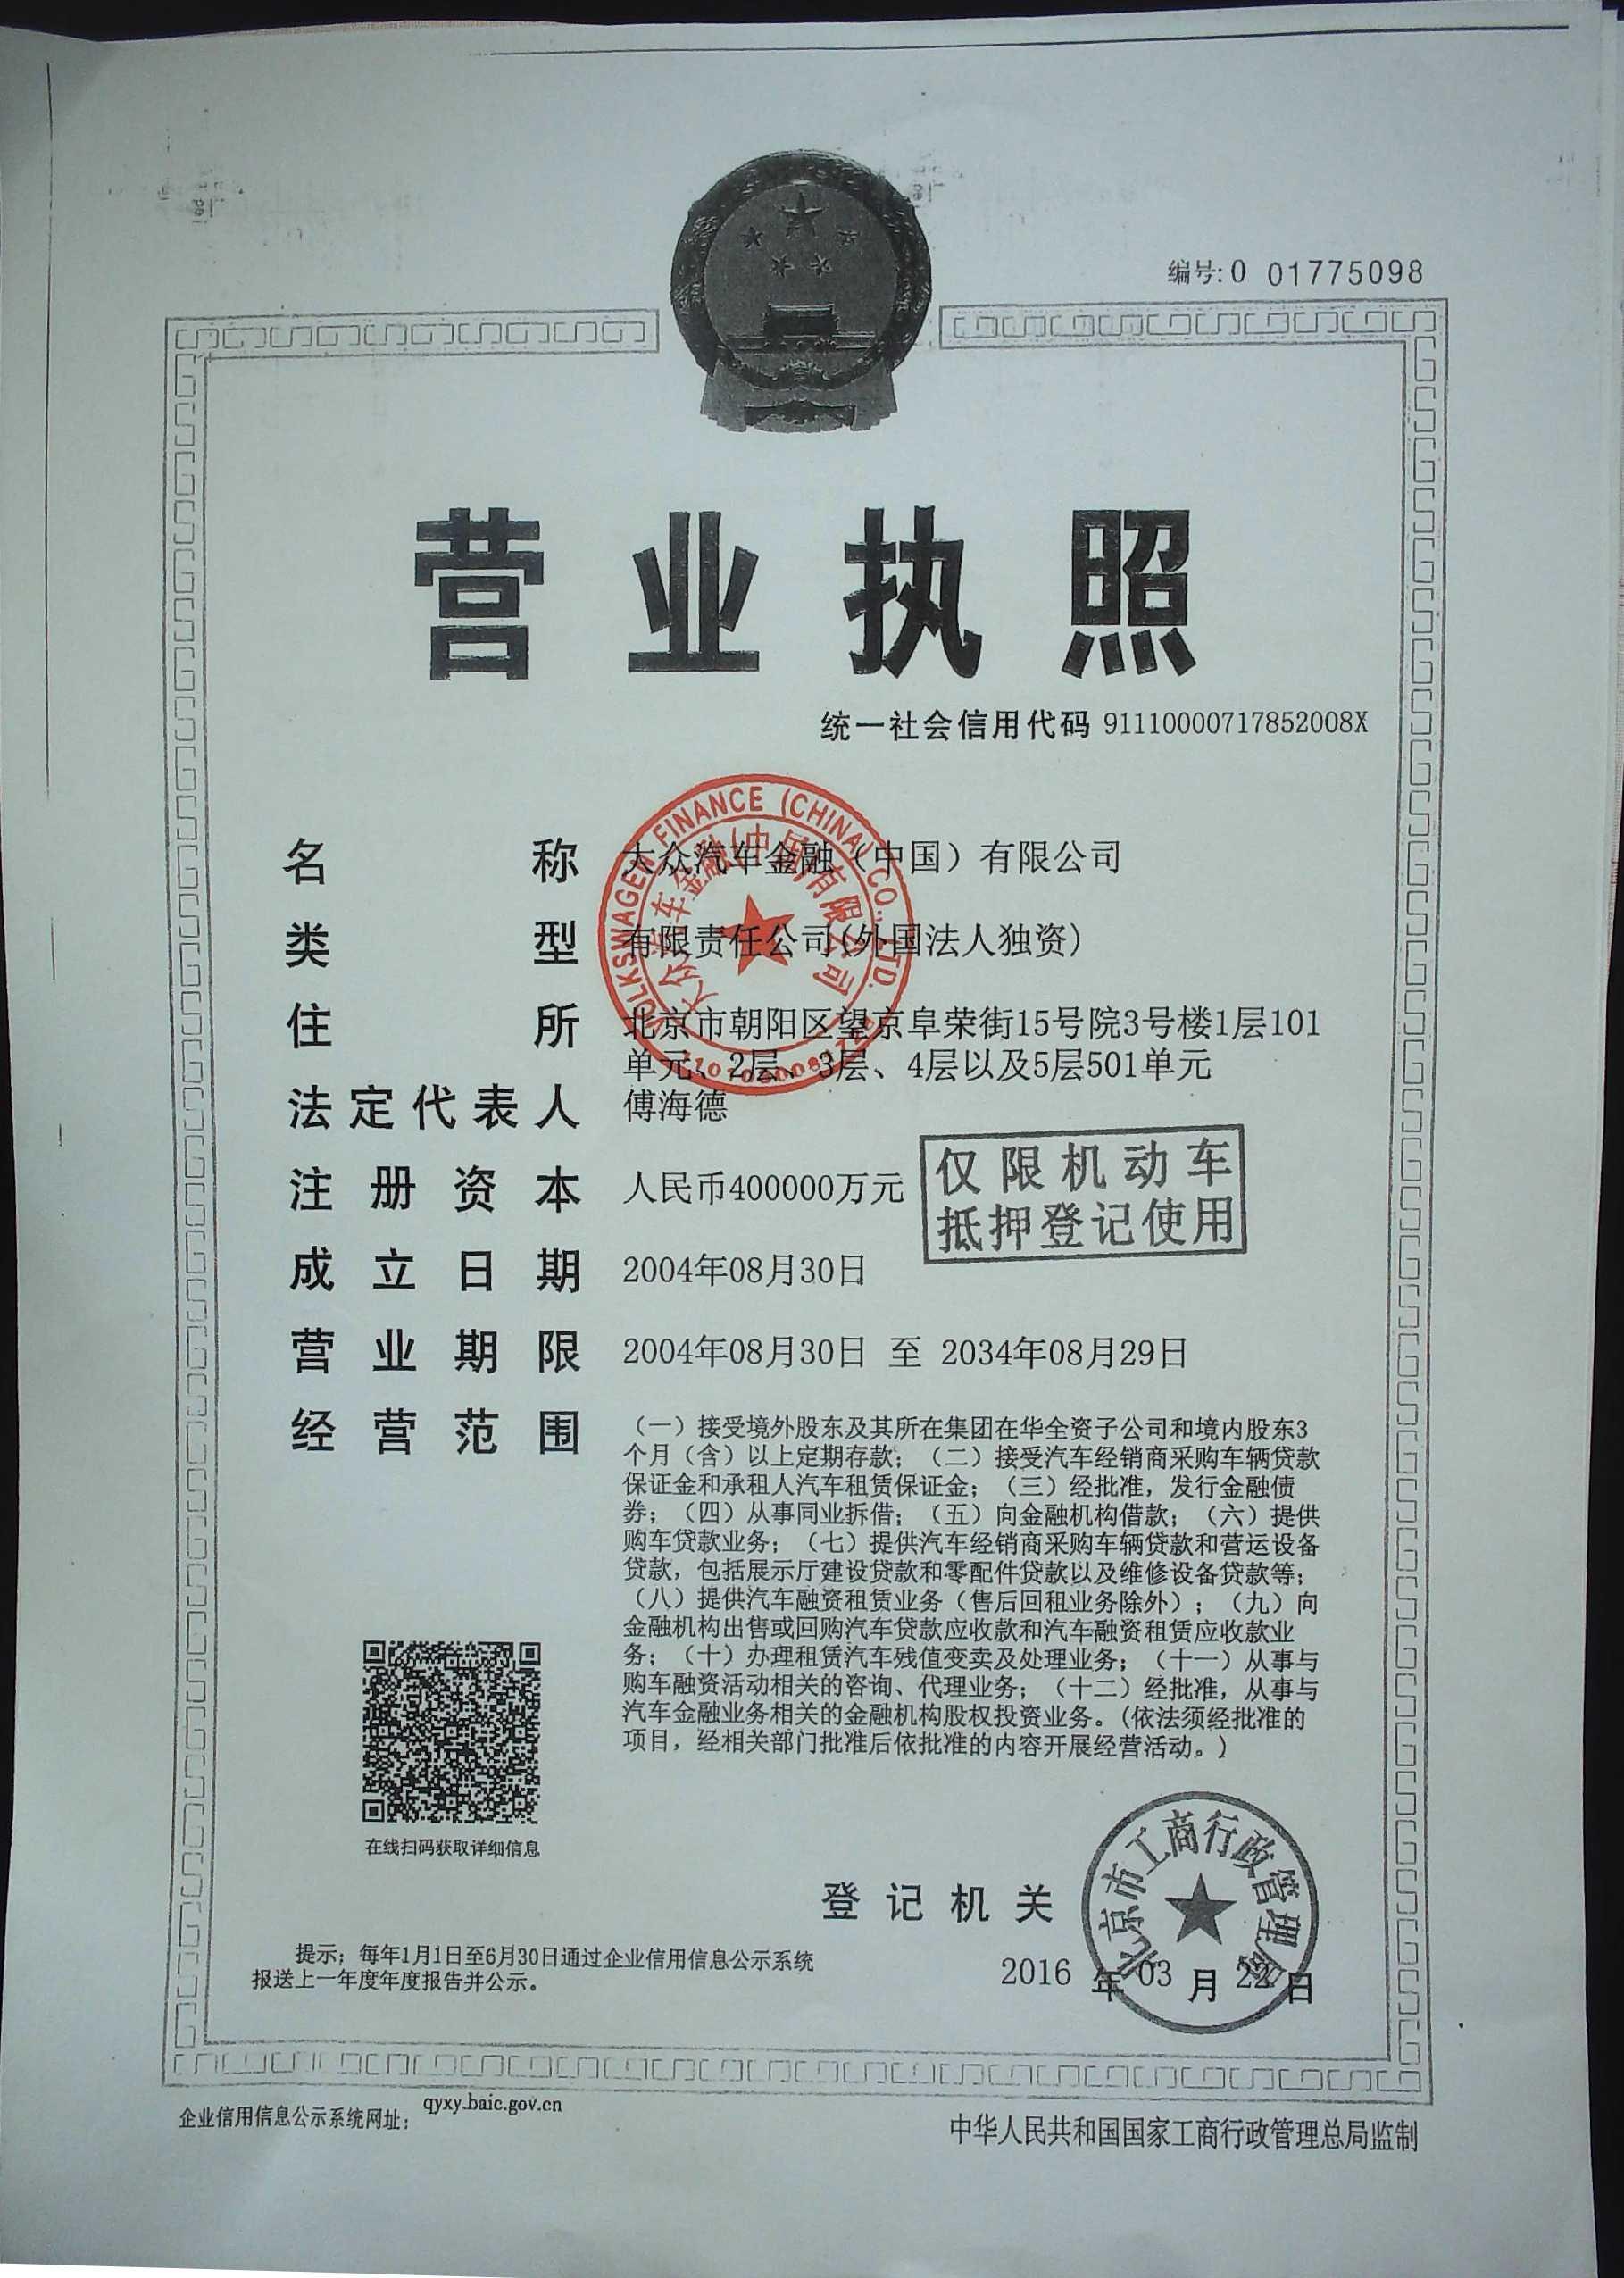 编号:0 01775098
营业执照
统一社会信用代码 91110000717852008X
名称 大众汽车金融（中国）有限公司
类型 有限责任公司(外国法人独资)
住所 北京市朝阳区望京阜荣街15号院3号楼1层101
单元、2层、3层、4层以及5层501单元
法定代表人 傅海德
注册资本 人民币400000万元
仅限机动车
抵押登记使用
成立日期 2004年08月30日
营业期限 2004年08月30日 至 2034年08月29日
经营范围 （一）接受境外股东及其所在集团在华全资子公司和境内股东3
个月（含）以上定期存款；（二）接受汽车经销商采购车辆贷款
保证金和承租人汽车租赁保证金；（三）经批准，发行金融债
券；（四）从事同业拆借；（五）向金融机构借款；（六）提供
购车贷款业务；（七）提供汽车经销商采购车辆贷款和营运设备
贷款，包括展示厅建设贷款和零配件贷款以及维修设备贷款等；
（八）提供汽车融资租赁业务（售后回租业务除外）；（九）向
金融机构出售或回购汽车贷款应收款和汽车融资租赁应收款业
务；（十）办理租赁汽车残值变卖及处理业务；（十一）从事与
购车融资活动相关的咨询、代理业务；（十二）经批准，从事与
汽车金融业务相关的金融机构股权投资业务。(依法须经批准的
项目，经相关部门批准后依批准的内容开展经营活动。)
VOLKSWAGEN FINANCE (CHINA) CO., LTD.
大众汽车金融(中国)有限公司
在线扫码获取详细信息
登记机关
北京市工商行政管理局
2016 年 03 月 22 日
提示：每年1月1日至6月30日通过企业信用信息公示系统
报送上一年度年度报告并公示。
企业信用信息公示系统网址： qyxy.baic.gov.cn
中华人民共和国国家工商行政管理总局监制